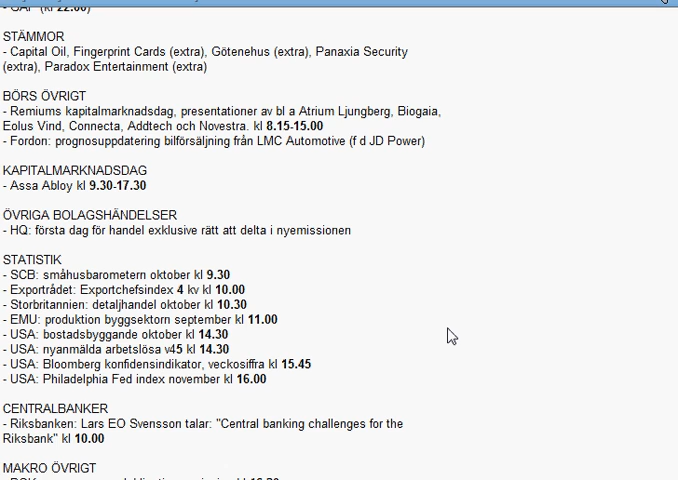 - GAP (kl 22.00)
STÄMMOR
- Capital Oil, Fingerprint Cards (extra), Götenehus (extra), Panaxia Security
(extra), Paradox Entertainment (extra)
BÖRS ÖVRIGT
- Remiums kapitalmarknadsdag, presentationer av bl a Atrium Ljungberg, Biogaia,
Eolus Vind, Connecta, Addtech och Novestra. kl 8.15-15.00
- Fordon: prognosuppdatering bilförsäljning från LMC Automotive (f d JD Power)
KAPITALMARKNADSDAG
- Assa Abloy kl 9.30-17.30
ÖVRIGA BOLAGSHÄNDELSER
- HQ: första dag för handel exklusive rätt att delta i nyemissionen
STATISTIK
- SCB: småhusbarometern oktober kl 9.30
- Exportrådet: Exportchefsindex 4 kv kl 10.00
- Storbritannien: detaljhandel oktober kl 10.30
- EMU: produktion byggsektorn september kl 11.00
- USA: bostadsbyggande oktober kl 14.30
- USA: nyanmälda arbetslösa v45 kl 14.30
- USA: Bloomberg konfidensindikator, veckosiffra kl 15.45
- USA: Philadelphia Fed index november kl 16.00
CENTRALBANKER
- Riksbanken: Lars EO Svensson talar: "Central banking challenges for the
Riksbank" kl 10.00
MAKRO ÖVRIGT